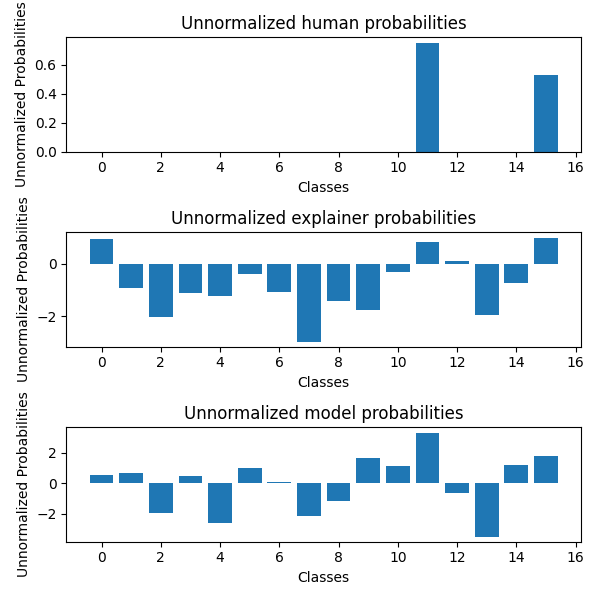 Unnormalized human probabilities
Unnormalized Probabilities
0.6
0.4
0.2
0.0
0 2 4 6 8 10 12 14 16
Classes
Unnormalized explainer probabilities
Unnormalized Probabilities
0
−2
0 2 4 6 8 10 12 14 16
Classes
Unnormalized model probabilities
Unnormalized Probabilities
2
0
−2
0 2 4 6 8 10 12 14 16
Classes